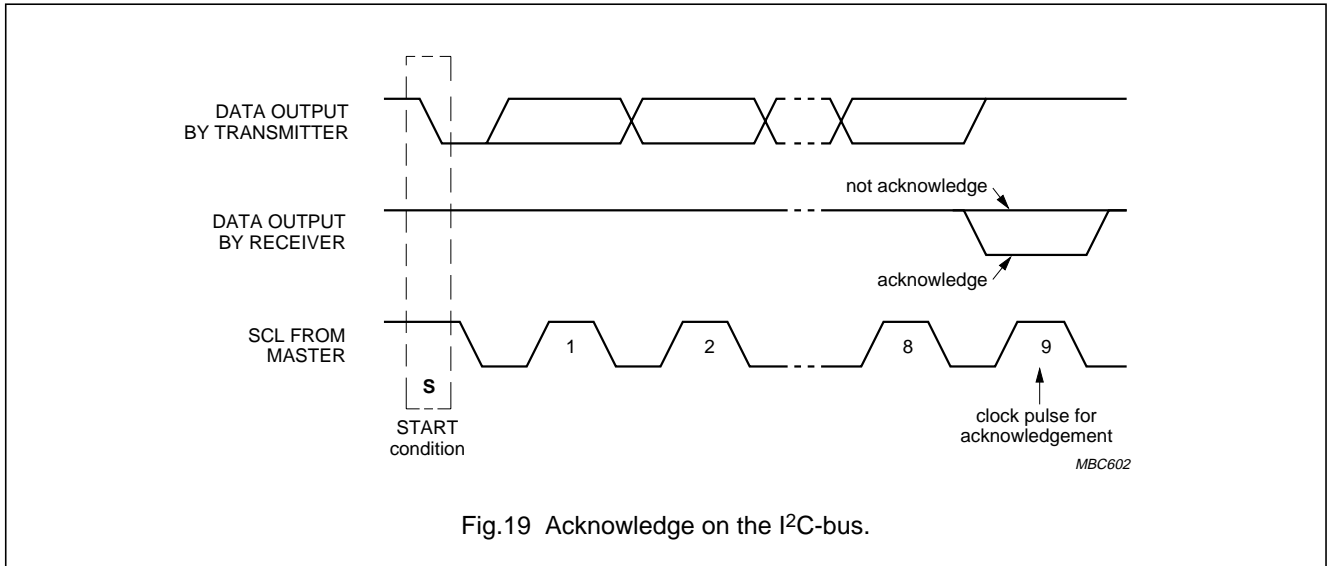 DATA OUTPUT
BY TRANSMITTER
not acknowledge
DATA OUTPUT
BY RECEIVER
acknowledge
SCL FROM
MASTER
1
2
8
9
S
START
condition
clock pulse for
acknowledgement
MBC602
Fig.19 Acknowledge on the I²C-bus.